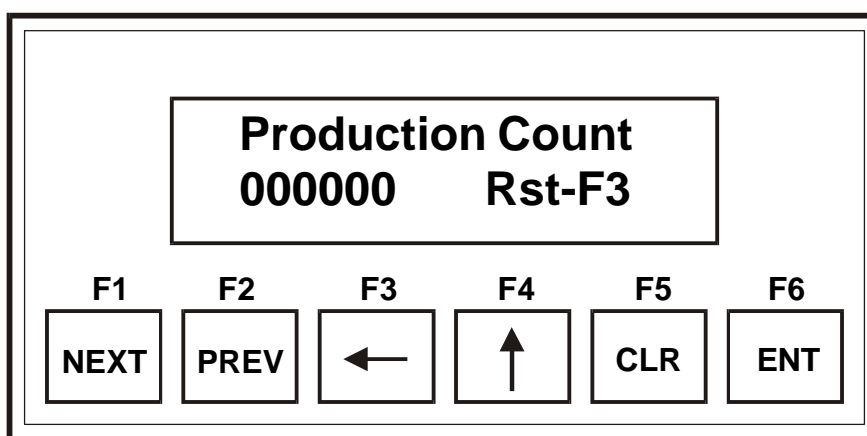 Production Count
000000 Rst-F3
F1 F2 F3 F4 F5 F6
NEXT PREV ← ↑ CLR ENT